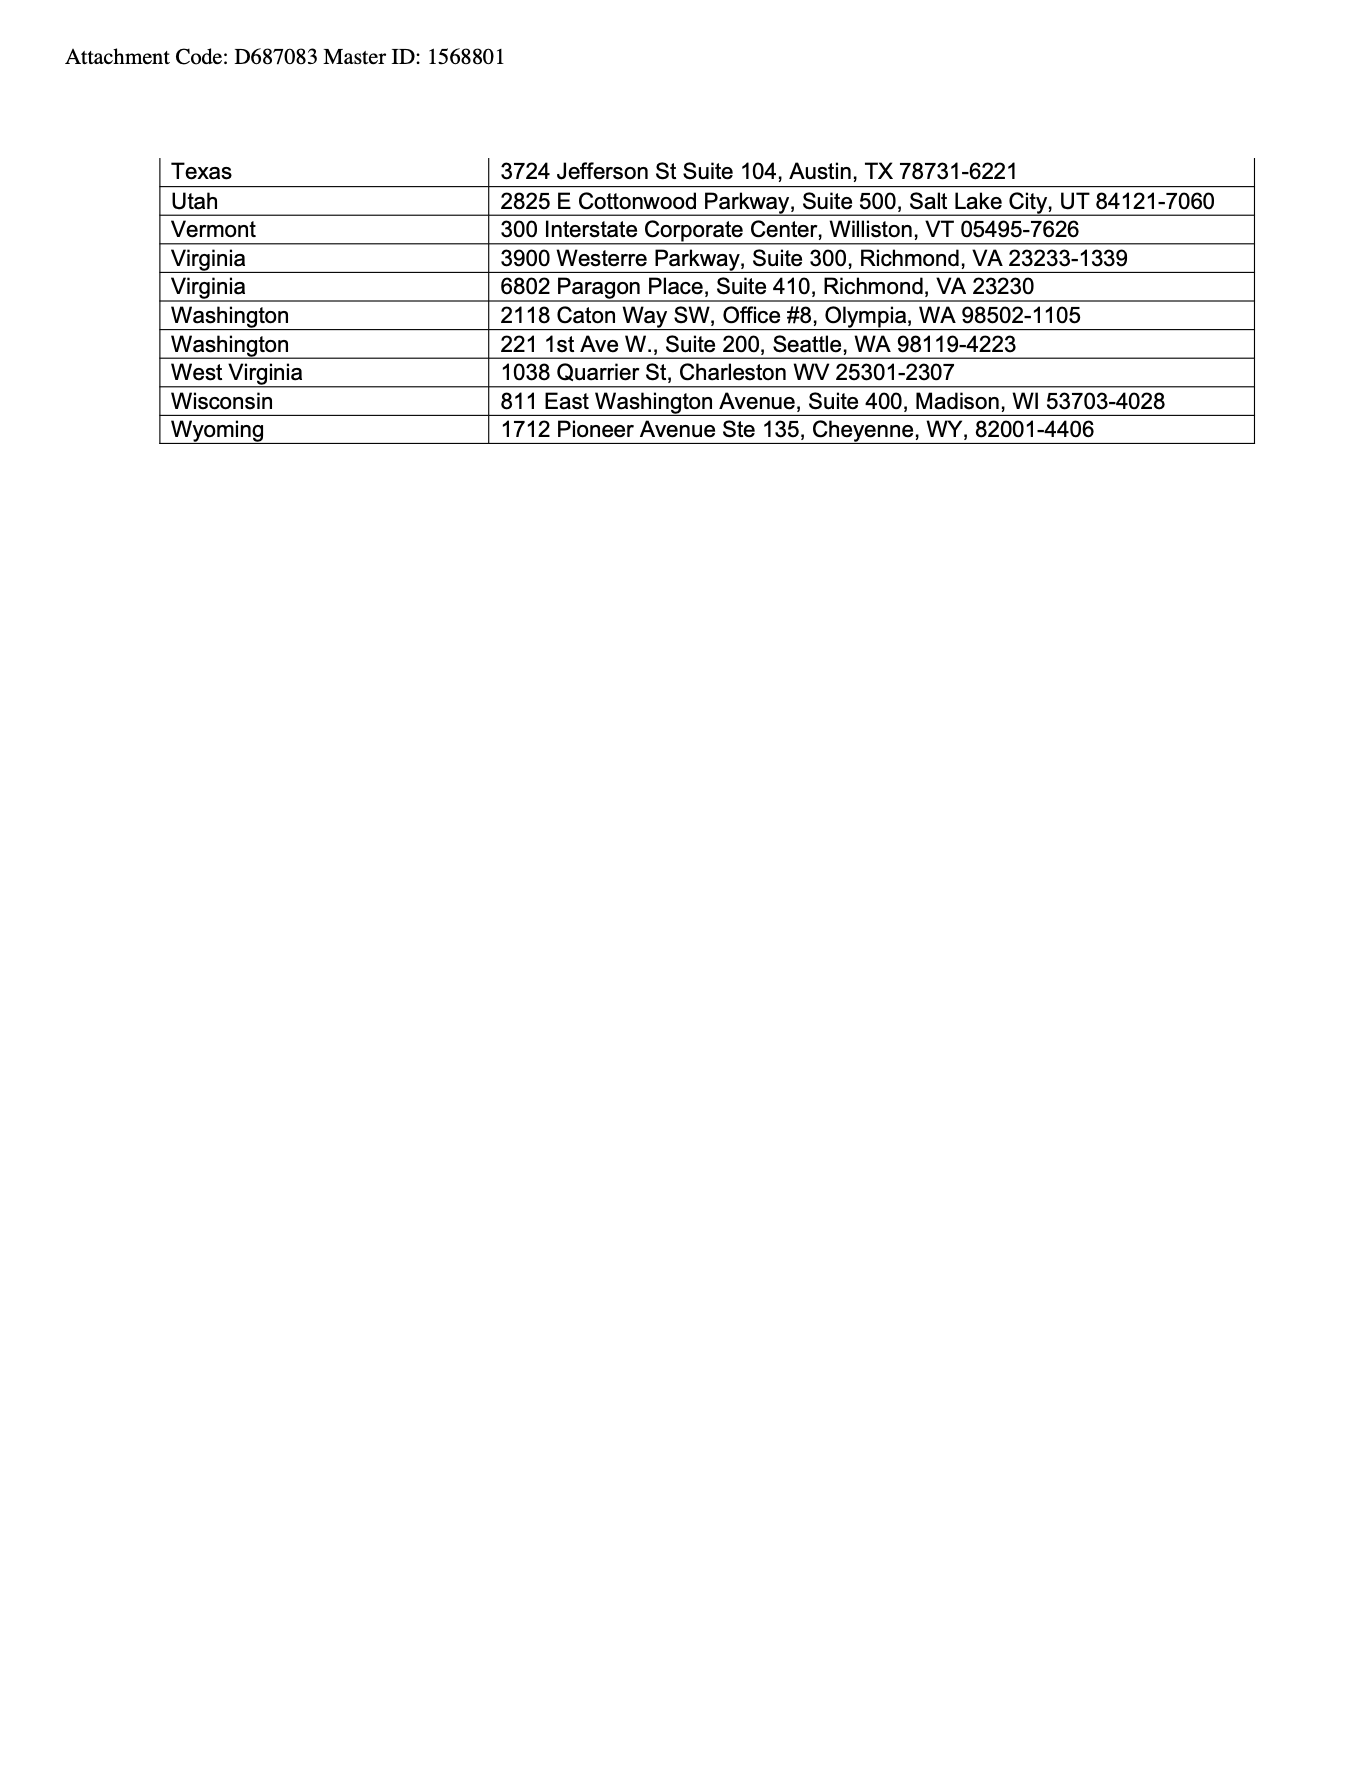 Attachment Code: D687083 Master ID: 1568801
Texas 3724 Jefferson St Suite 104, Austin, TX 78731-6221
Utah 2825 E Cottonwood Parkway, Suite 500, Salt Lake City, UT 84121-7060
Vermont 300 Interstate Corporate Center, Williston, VT 05495-7626
Virginia 3900 Westerre Parkway, Suite 300, Richmond, VA 23233-1339
Virginia 6802 Paragon Place, Suite 410, Richmond, VA 23230
Washington 2118 Caton Way SW, Office #8, Olympia, WA 98502-1105
Washington 221 1st Ave W., Suite 200, Seattle, WA 98119-4223
West Virginia 1038 Quarrier St, Charleston WV 25301-2307
Wisconsin 811 East Washington Avenue, Suite 400, Madison, WI 53703-4028
Wyoming 1712 Pioneer Avenue Ste 135, Cheyenne, WY, 82001-4406